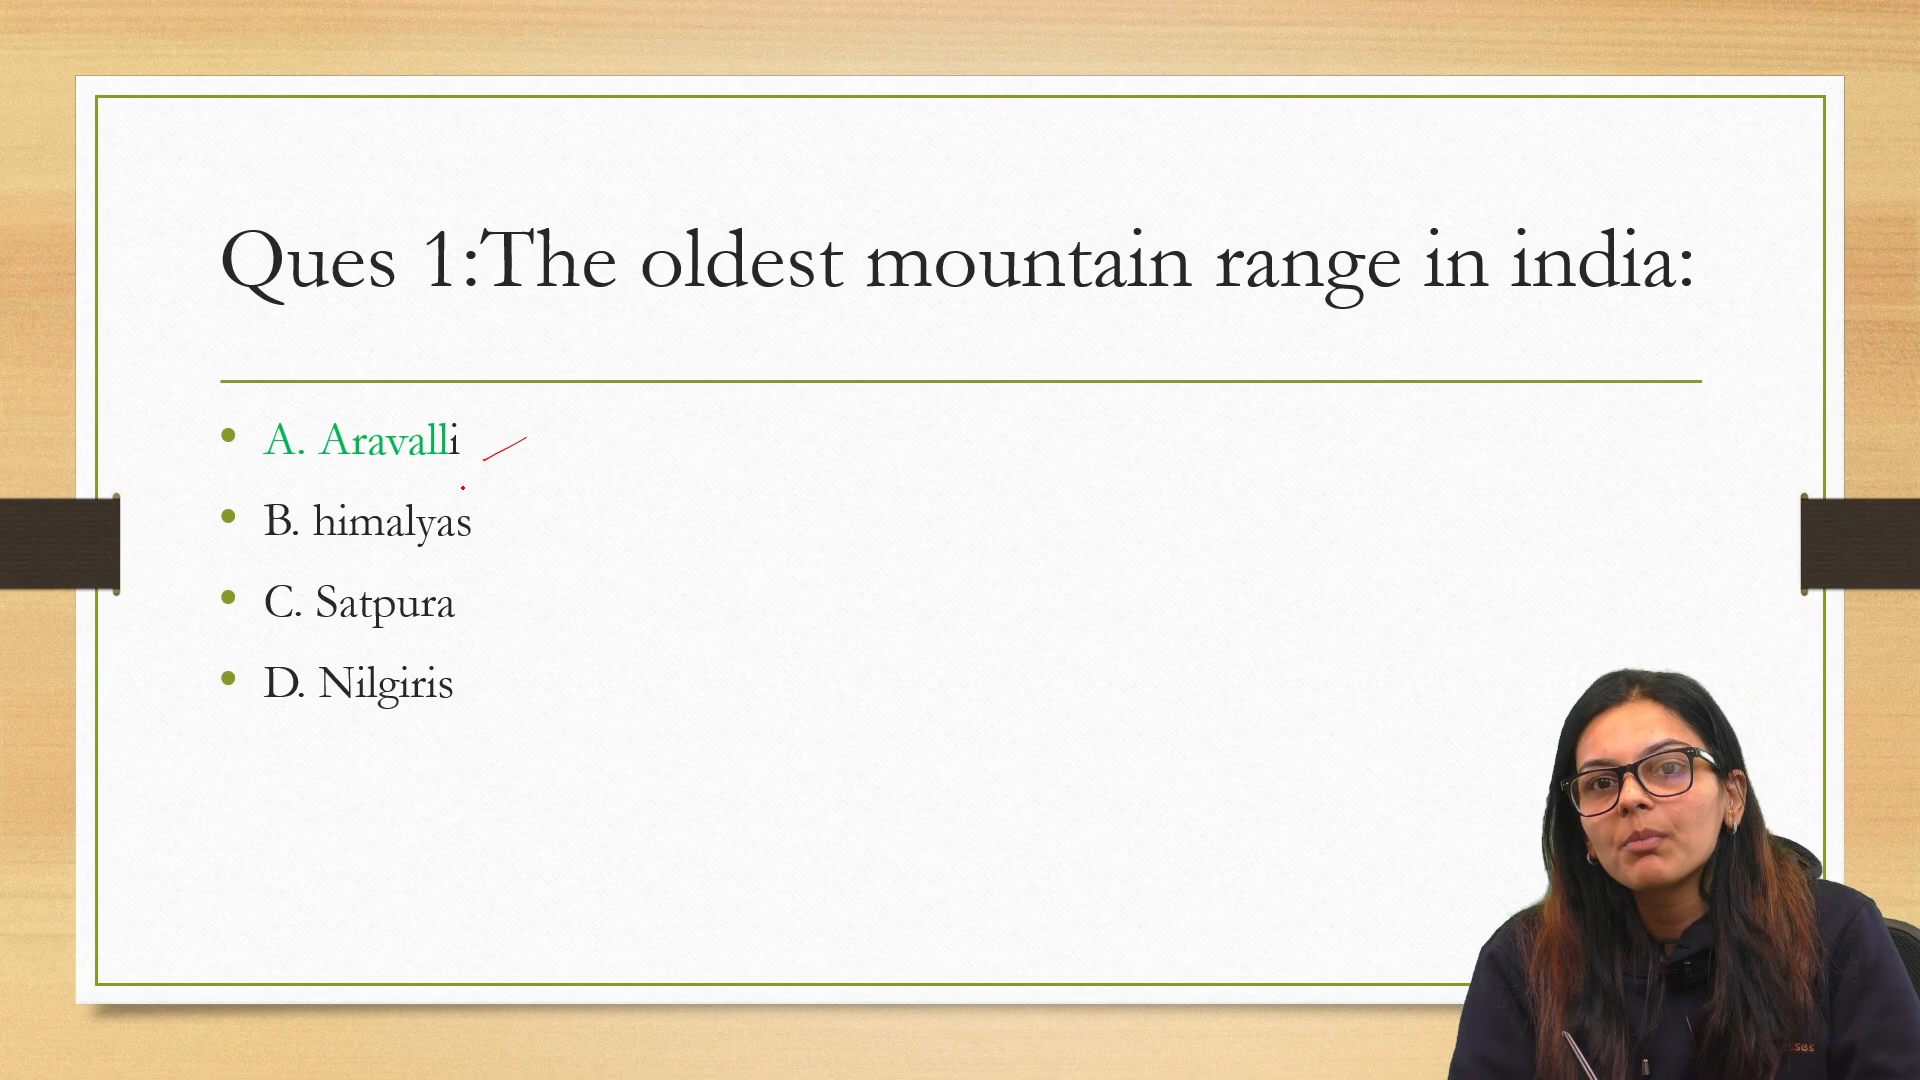 Ques 1:The oldest mountain range in india:
• A. Aravalli
• B. himalyas
• C. Satpura
• D. Nilgiris